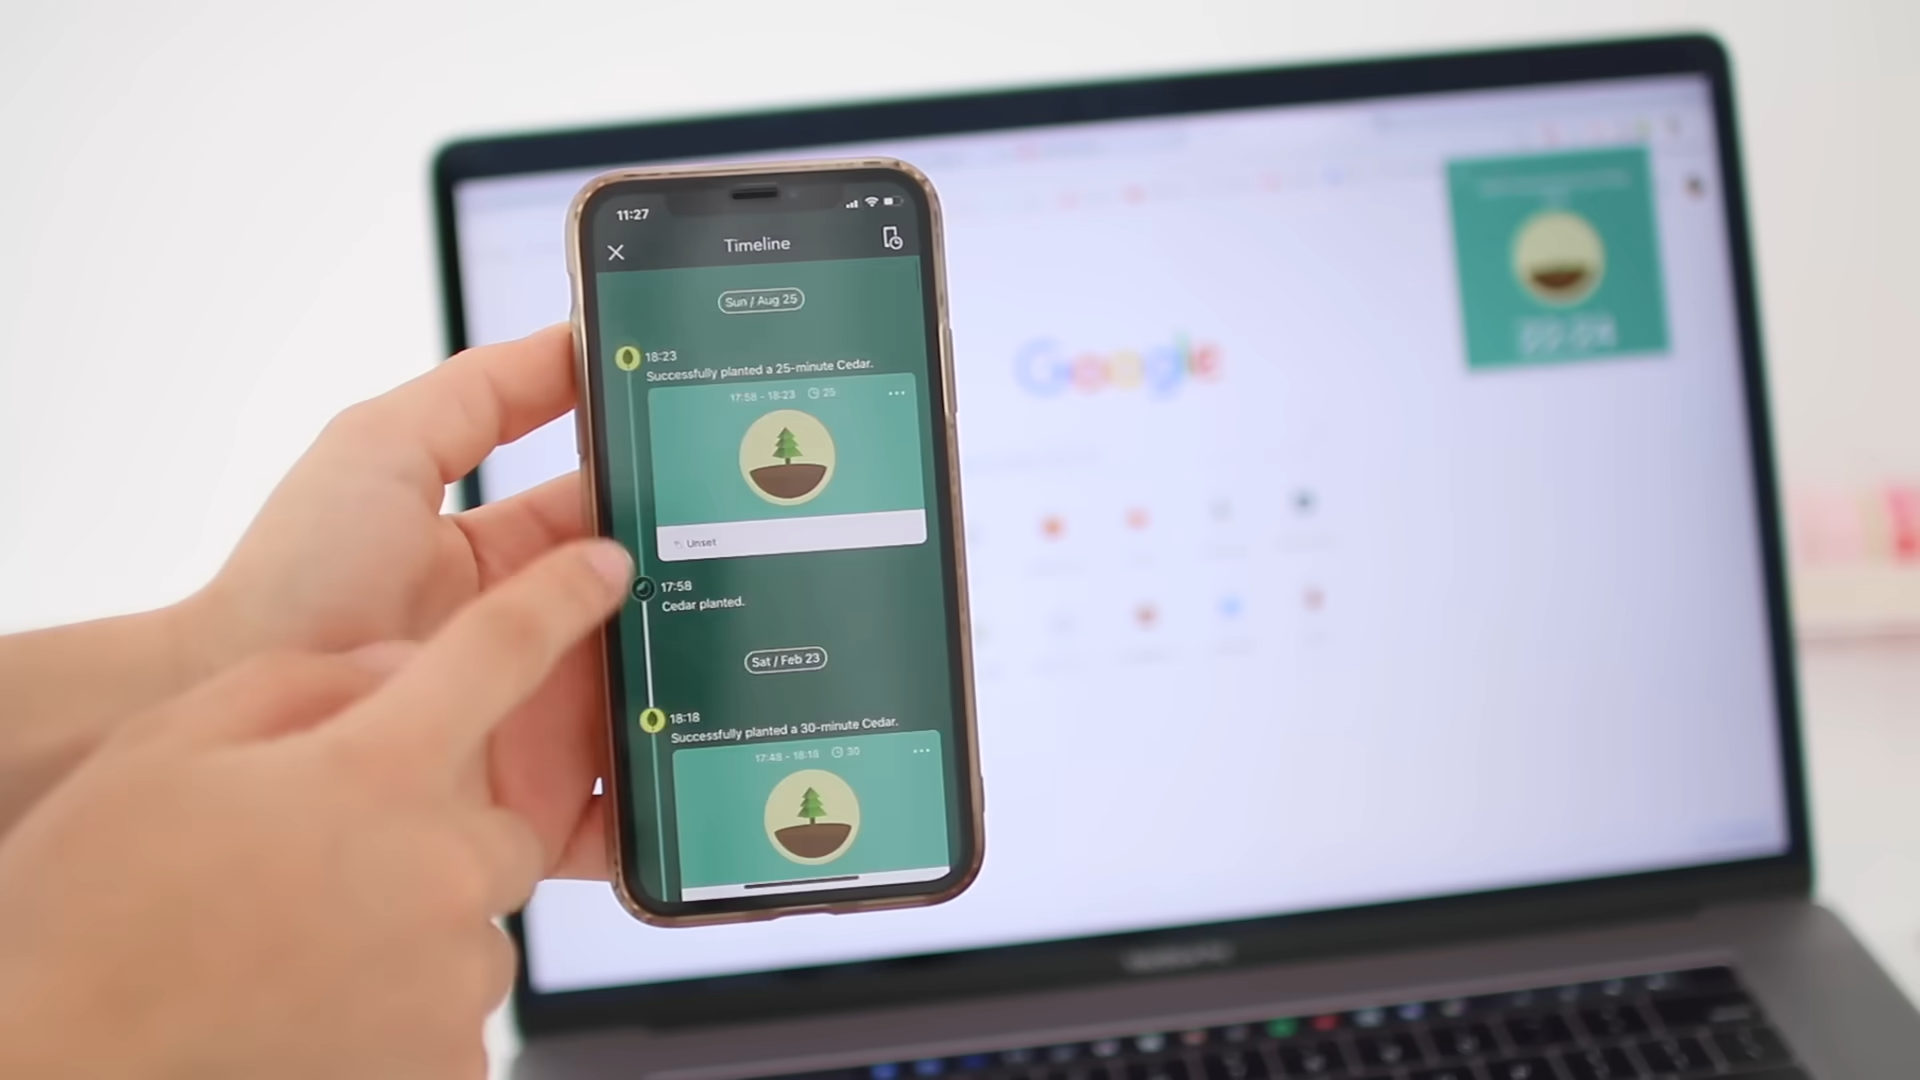 11:27
Timeline
Sun / Aug 25
18:23
Successfully planted a 25-minute Cedar.
17:58 - 18:23 25
Unset
17:58
Cedar planted.
Sat / Feb 23
18:18
Successfully planted a 30-minute Cedar.
17:48 - 18:18 30
Google